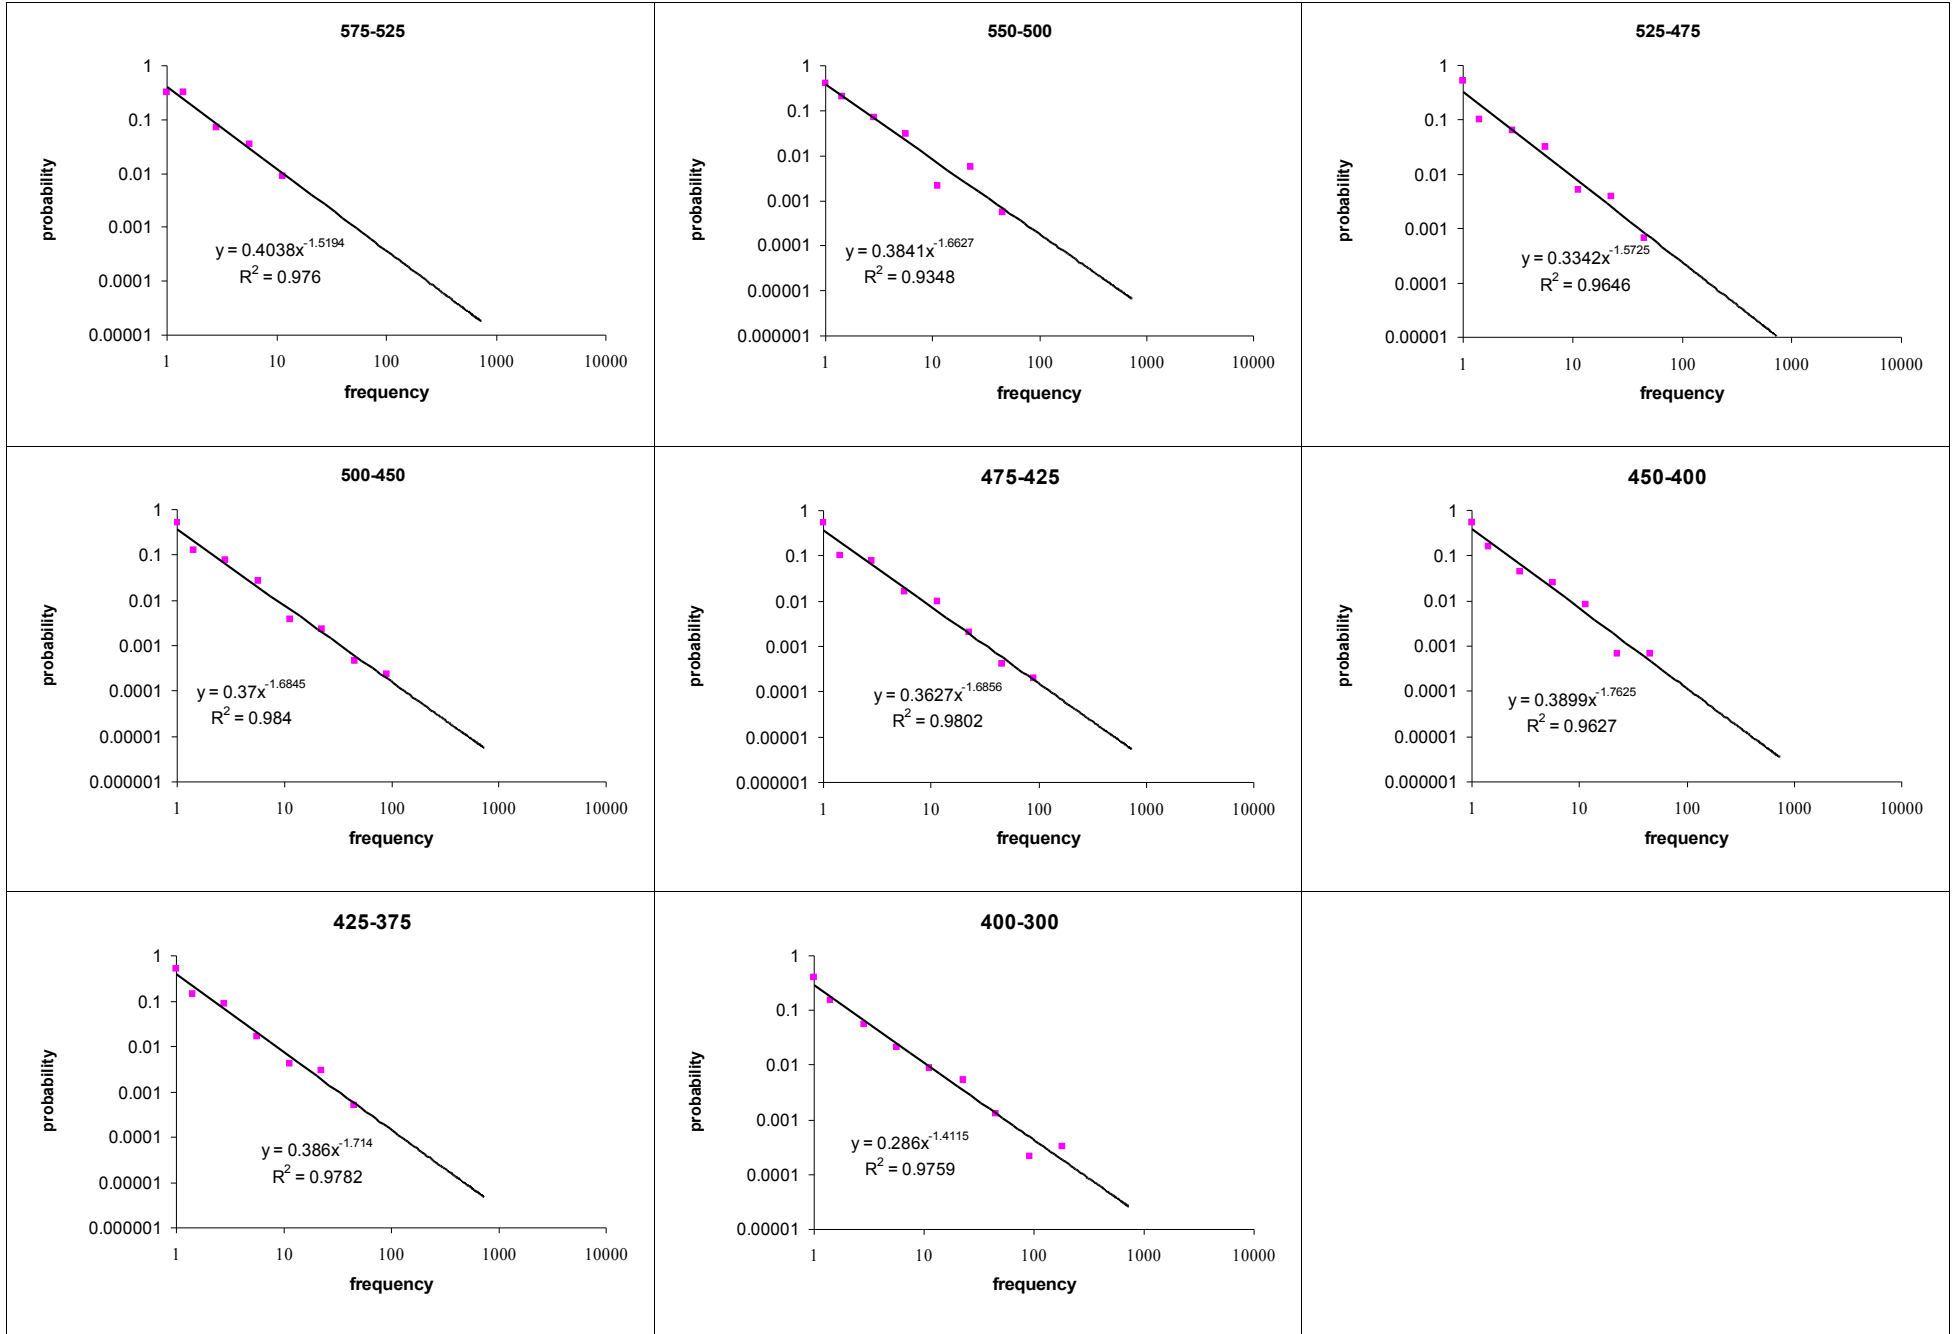 575-525
1
0.1
0.01
0.001
0.0001
0.00001
probability
y = 0.4038x^-1.5194
R^2 = 0.976
1 10 100 1000 10000
frequency
550-500
1
0.1
0.01
0.001
0.0001
0.00001
0.000001
probability
y = 0.3841x^-1.6627
R^2 = 0.9348
1 10 100 1000 10000
frequency
525-475
1
0.1
0.01
0.001
0.0001
0.00001
probability
y = 0.3342x^-1.5725
R^2 = 0.9646
1 10 100 1000 10000
frequency
500-450
1
0.1
0.01
0.001
0.0001
0.00001
0.000001
probability
y = 0.37x^-1.6845
R^2 = 0.984
1 10 100 1000 10000
frequency
475-425
1
0.1
0.01
0.001
0.0001
0.00001
0.000001
probability
y = 0.3627x^-1.6856
R^2 = 0.9802
1 10 100 1000 10000
frequency
450-400
1
0.1
0.01
0.001
0.0001
0.00001
0.000001
probability
y = 0.3899x^-1.7625
R^2 = 0.9627
1 10 100 1000 10000
frequency
425-375
1
0.1
0.01
0.001
0.0001
0.00001
0.000001
probability
y = 0.386x^-1.714
R^2 = 0.9782
1 10 100 1000 10000
frequency
400-300
1
0.1
0.01
0.001
0.0001
0.00001
probability
y = 0.286x^-1.4115
R^2 = 0.9759
1 10 100 1000 10000
frequency